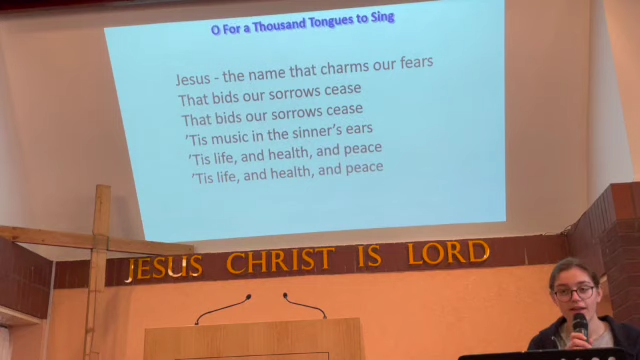 O For a Thousand Tongues to Sing
Jesus - the name that charms our fears
That bids our sorrows cease
That bids our sorrows cease
'Tis music in the sinner's ears
'Tis life, and health, and peace
'Tis life, and health, and peace
JESUS CHRIST IS LORD